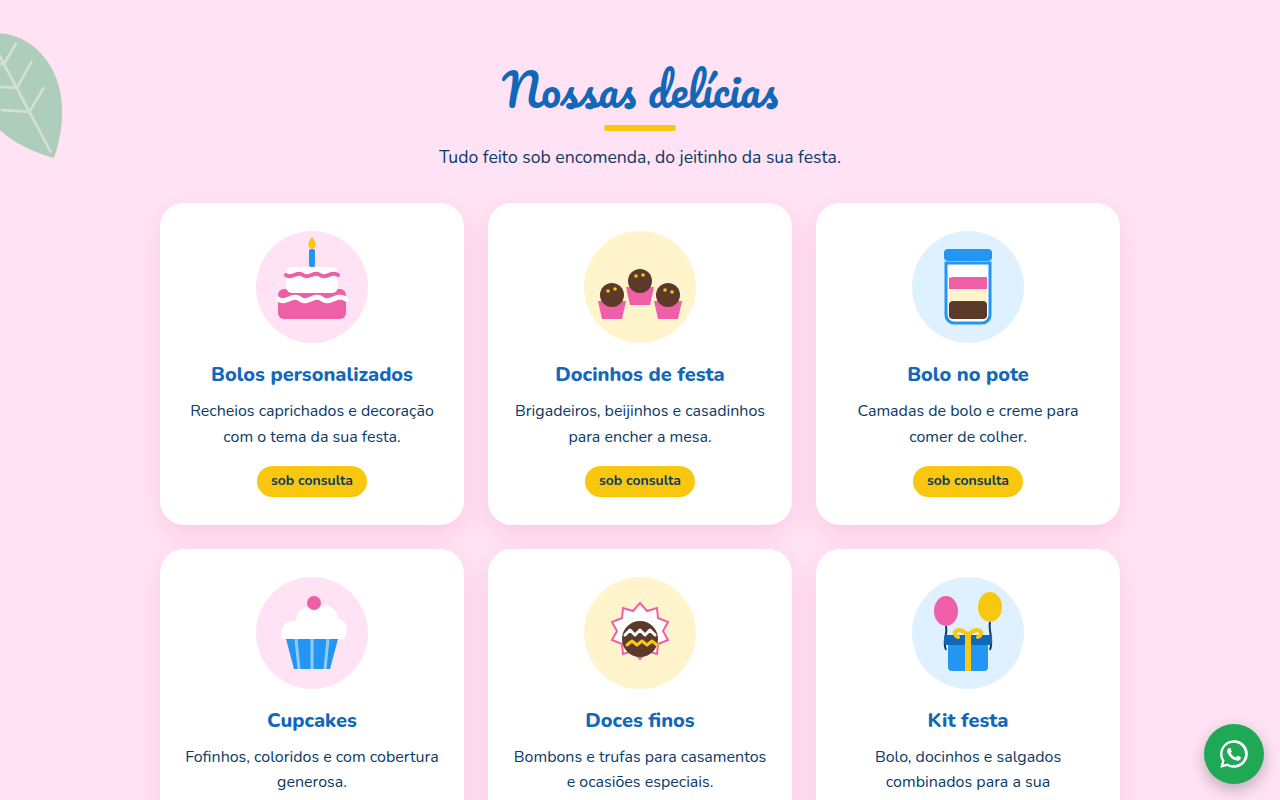 Nossas delícias
Tudo feito sob encomenda, do jeitinho da sua festa.
Bolos personalizados
Recheios caprichados e decoração
com o tema da sua festa.
sob consulta
Docinhos de festa
Brigadeiros, beijinhos e casadinhos
para encher a mesa.
sob consulta
Bolo no pote
Camadas de bolo e creme para
comer de colher.
sob consulta
Cupcakes
Fofinhos, coloridos e com cobertura
generosa.
Doces finos
Bombons e trufas para casamentos
e ocasiões especiais.
Kit festa
Bolo, docinhos e salgados
combinados para a sua